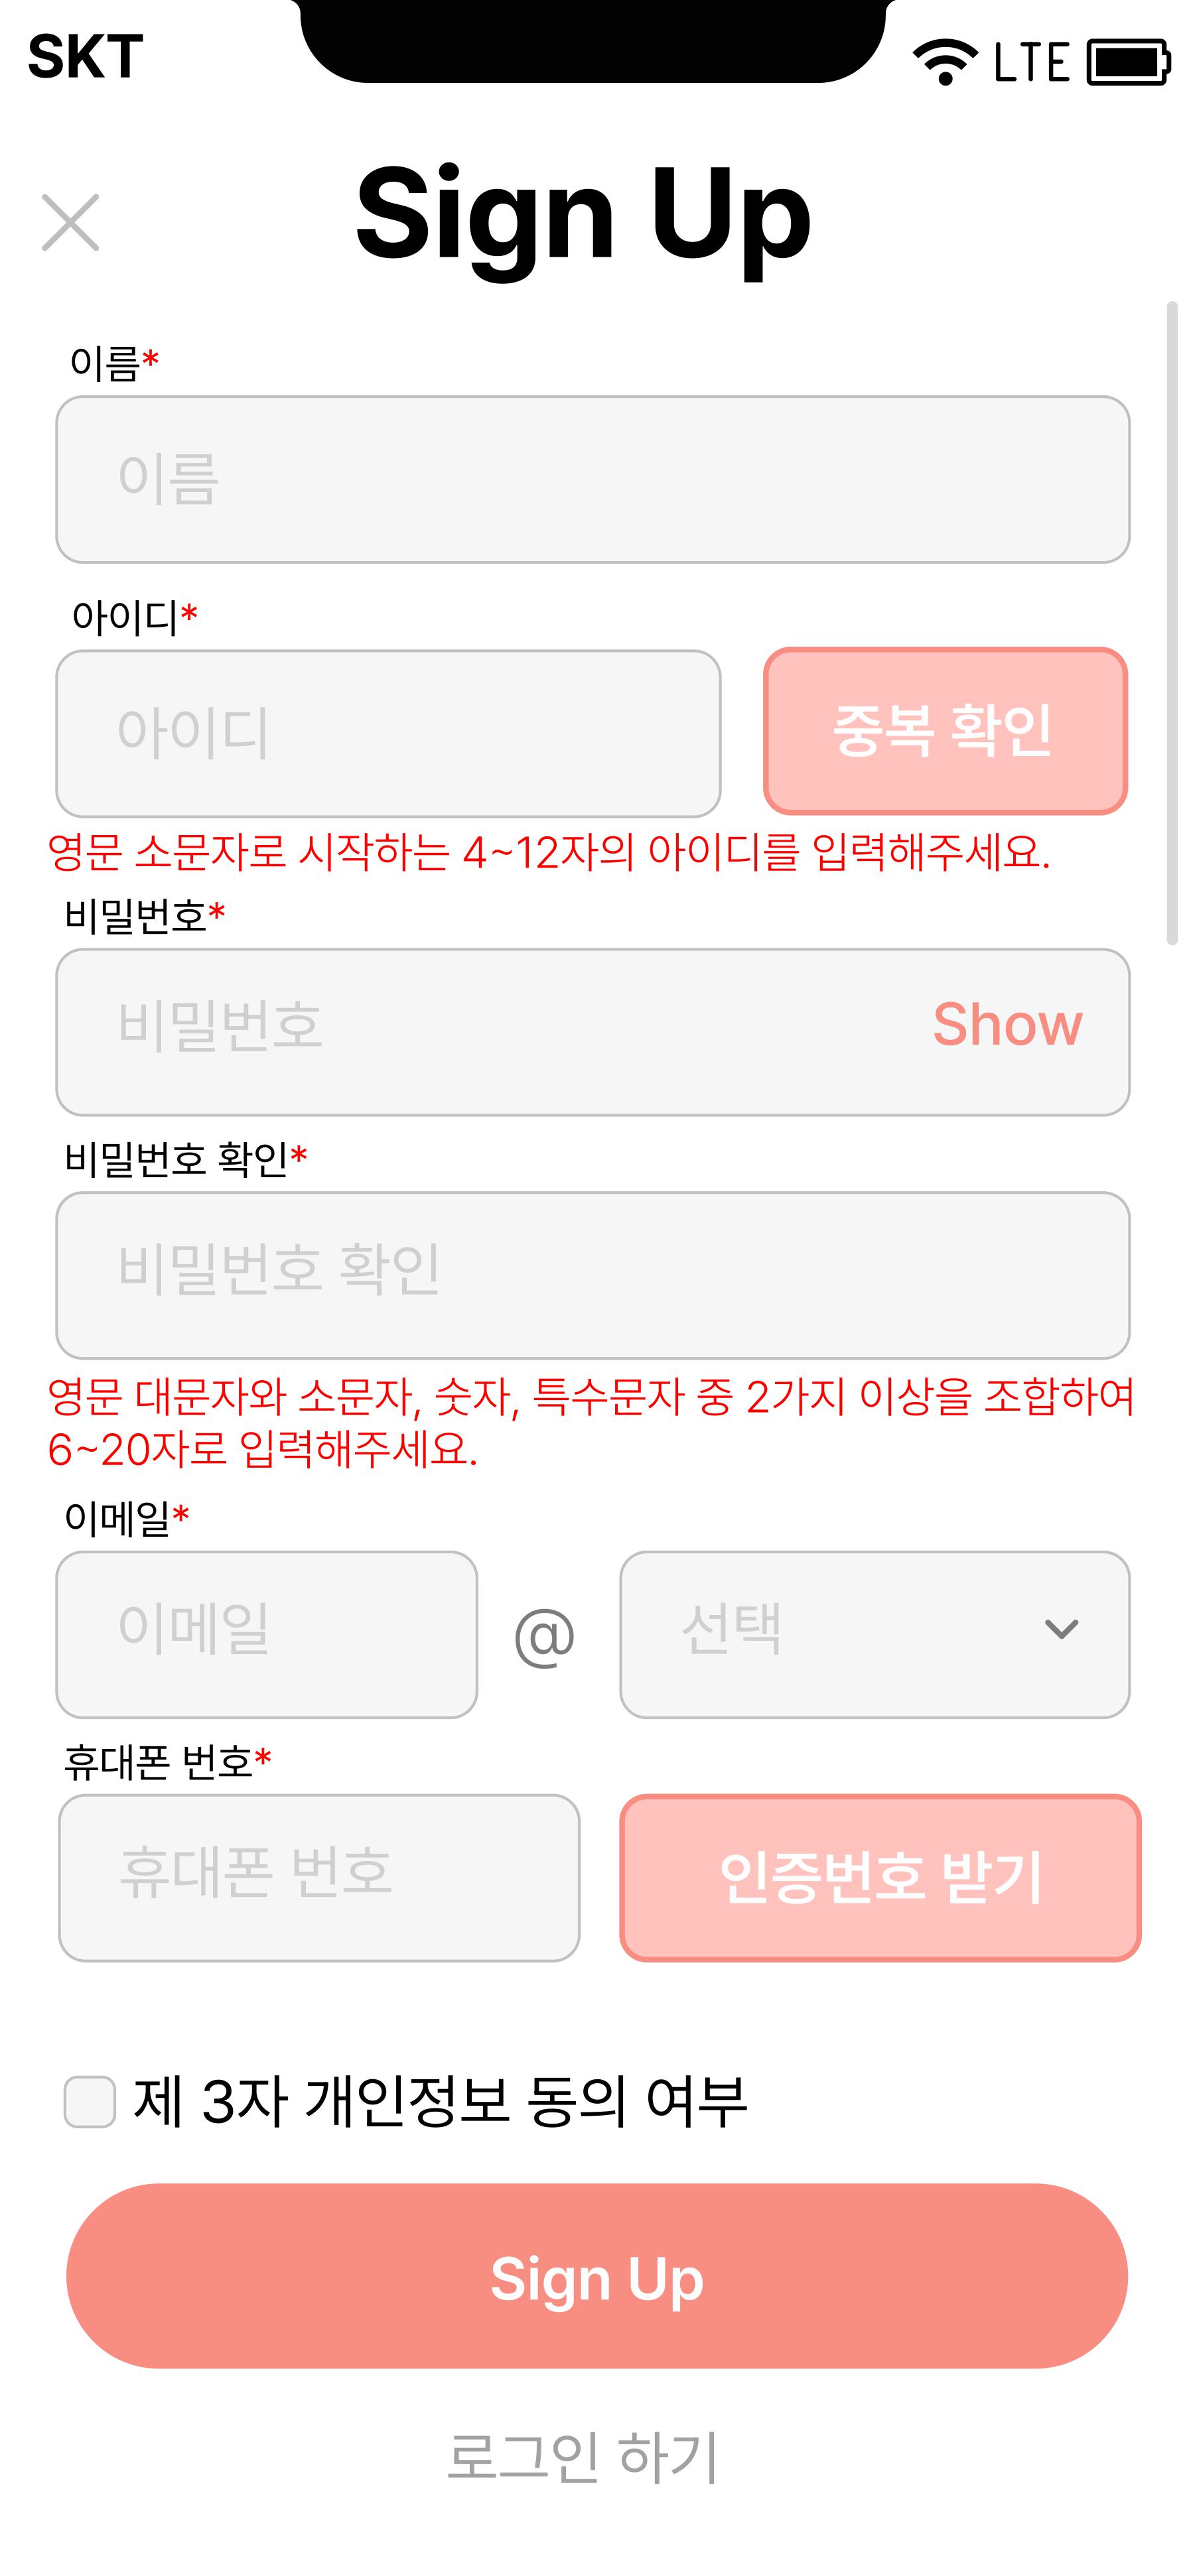 SKT
LTE
Sign Up
이름*
이름
아이디*
아이디
중복 확인
영문 소문자로 시작하는 4~12자의 아이디를 입력해주세요.
비밀번호*
비밀번호
Show
비밀번호 확인*
비밀번호 확인
영문 대문자와 소문자, 숫자, 특수문자 중 2가지 이상을 조합하여
6~20자로 입력해주세요.
이메일*
이메일 @ 선택
휴대폰 번호*
휴대폰 번호
인증번호 받기
제 3자 개인정보 동의 여부
Sign Up
로그인 하기